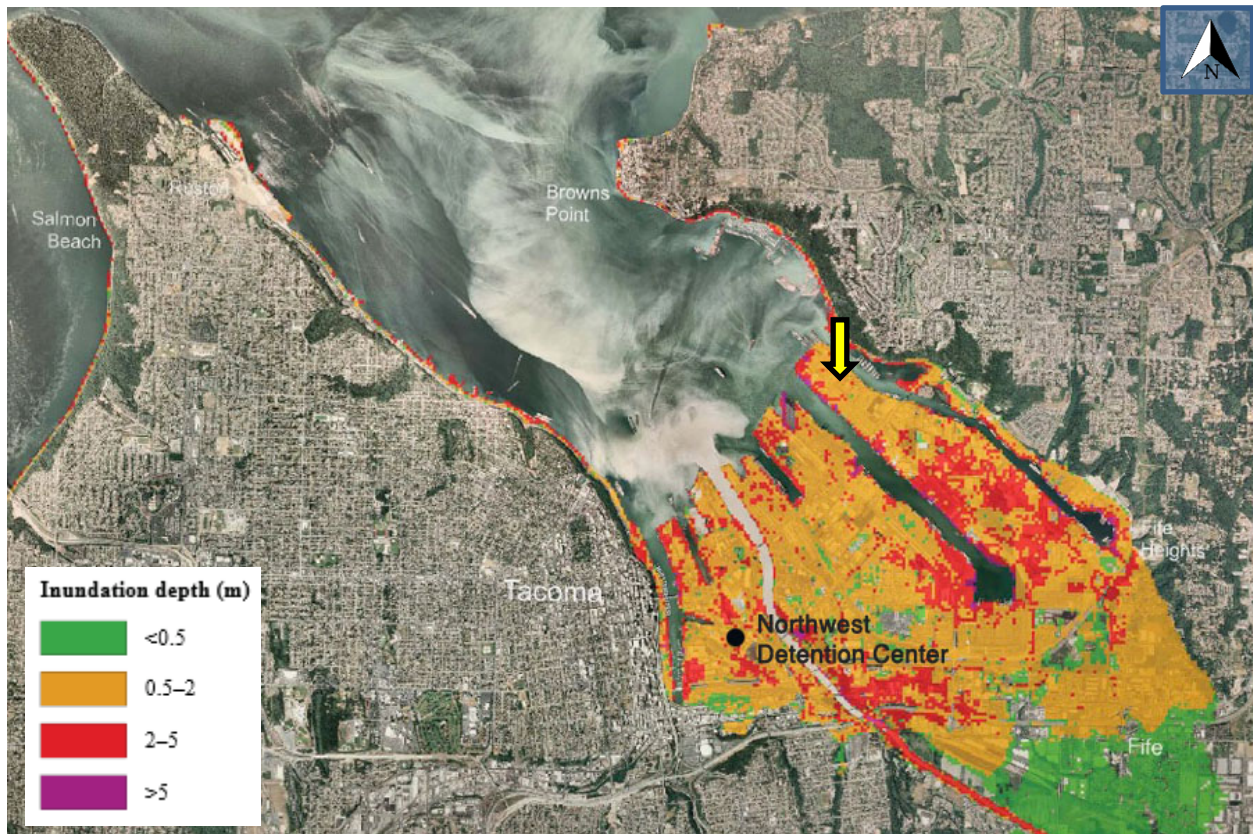 N
Browns
Point
Ruston
Salmon
Beach
Fife
Heights
Tacoma
Northwest
Detention Center
Fife
Inundation depth (m)
<0.5
0.5–2
2–5
>5